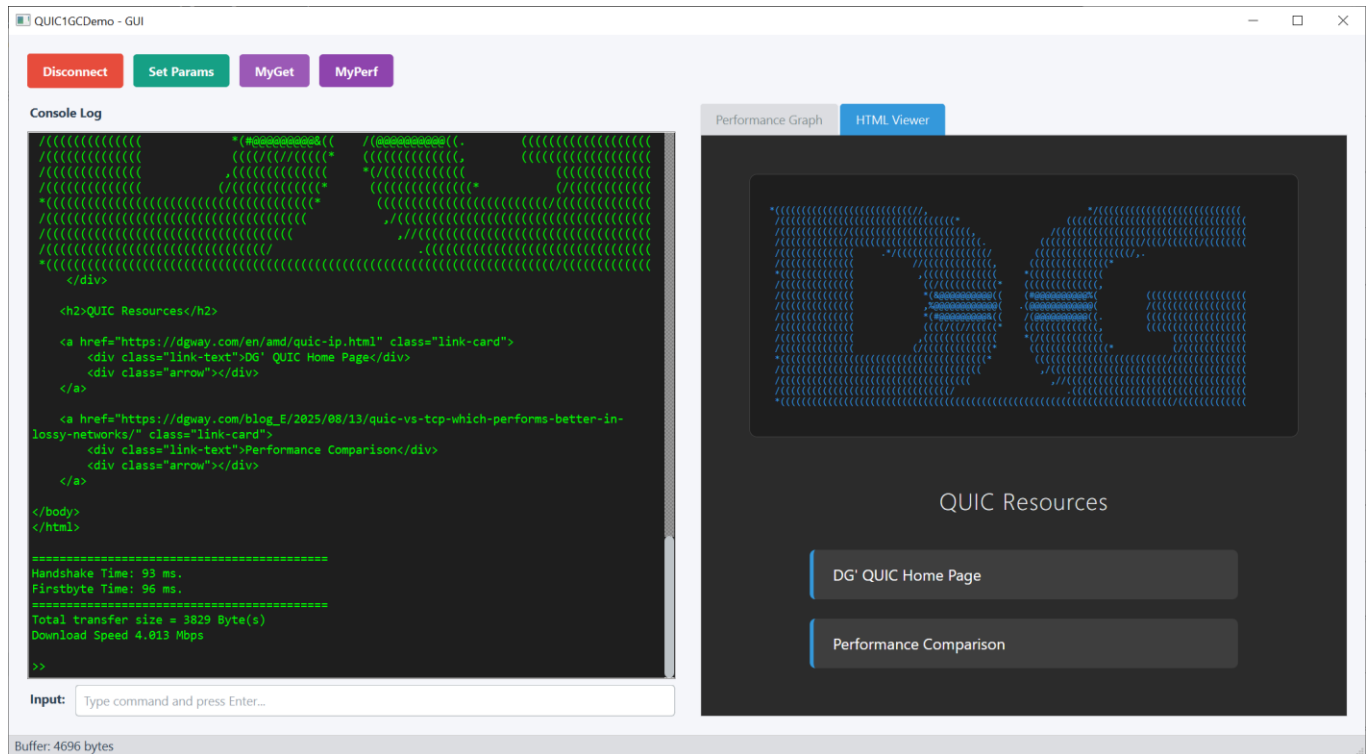 QUIC1GCDemo - GUI
Disconnect
Set Params
MyGet
MyPerf
Console Log
</div>
<h2>QUIC Resources</h2>
<a href="https://dgway.com/en/amd/quic-ip.html" class="link-card">
<div class="link-text">DG' QUIC Home Page</div>
<div class="arrow"></div>
</a>
<a href="https://dgway.com/blog_E/2025/08/13/quic-vs-tcp-which-performs-better-in-
lossy-networks/" class="link-card">
<div class="link-text">Performance Comparison</div>
<div class="arrow"></div>
</a>
</body>
</html>
===========================================
Handshake Time: 93 ms.
Firstbyte Time: 96 ms.
===========================================
Total transfer size = 3829 Byte(s)
Download Speed 4.013 Mbps
>>
Input:
Type command and press Enter...
Performance Graph
HTML Viewer
QUIC Resources
DG' QUIC Home Page
Performance Comparison
Buffer: 4696 bytes